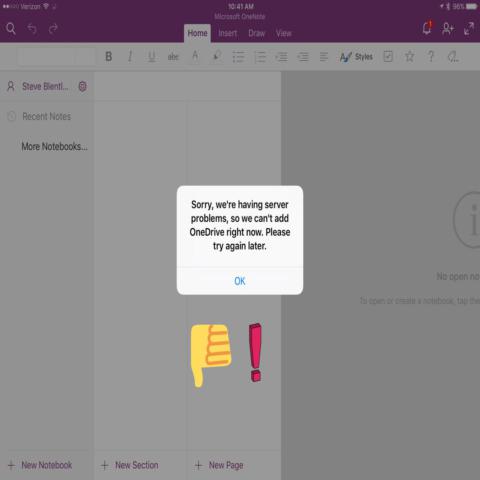 Verizon
10:41 AM
96%
Microsoft OneNote
Home Insert Draw View
1
B I U abc A Styles ?
Steve Blentl...
Recent Notes
More Notebooks...
Sorry, we're having server
problems, so we can't add
OneDrive right now. Please
try again later.
OK
No open no
To open or create a notebook, tap the
+ New Notebook
+ New Section
+ New Page